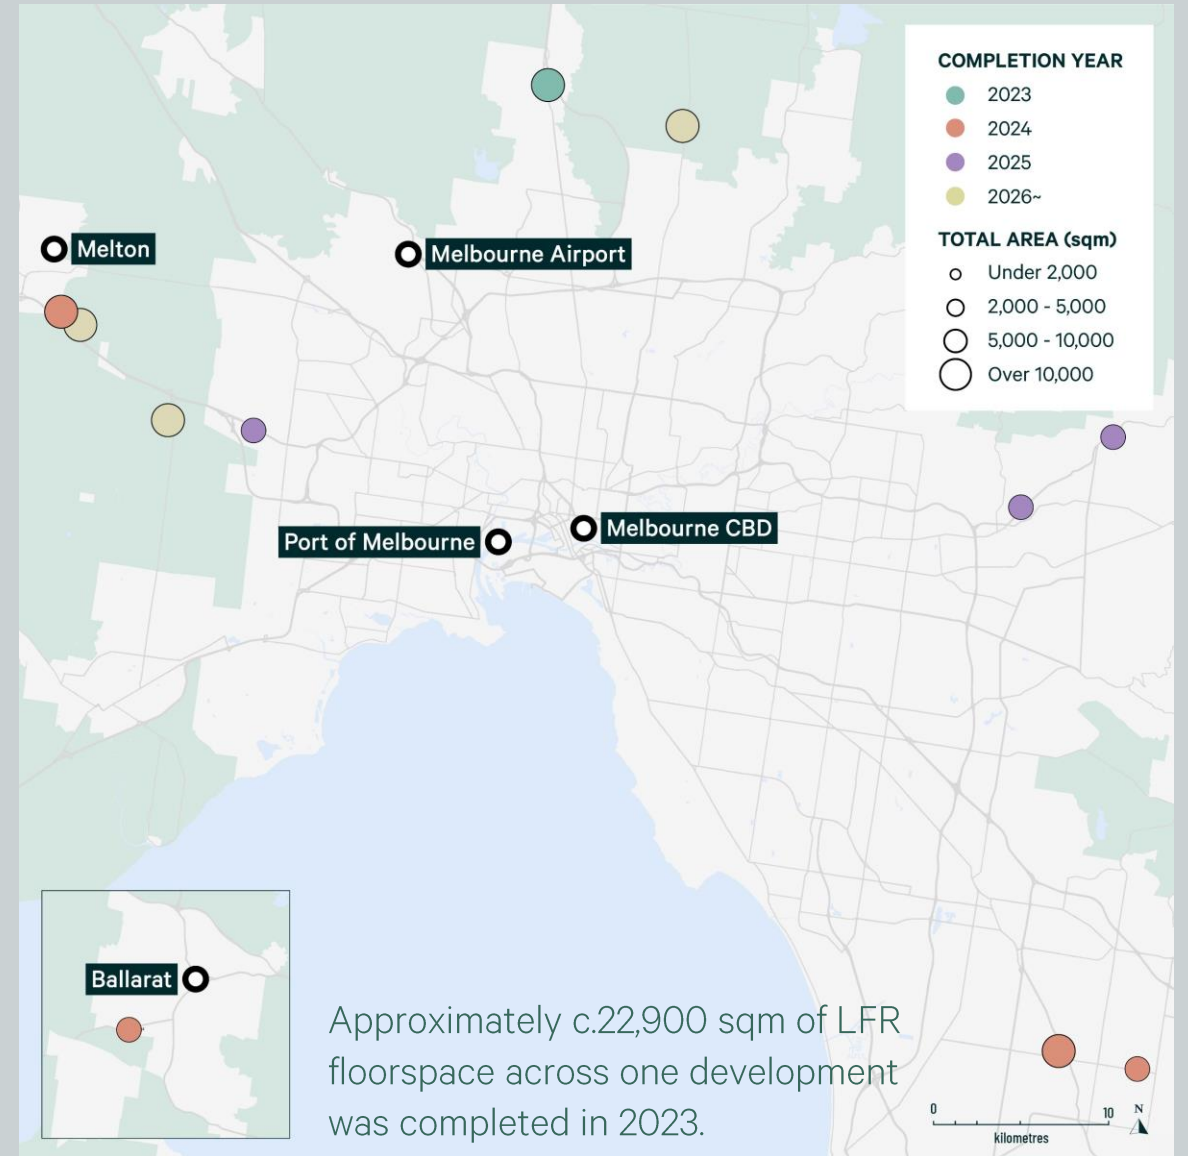 COMPLETION YEAR
2023
2024
2025
2026~
TOTAL AREA (sqm)
Under 2,000
2,000 - 5,000
5,000 - 10,000
Over 10,000
Melton
Melbourne Airport
Port of Melbourne
Melbourne CBD
Ballarat
Approximately c.22,900 sqm of LFR
floorspace across one development
was completed in 2023.
0 10 N
kilometres